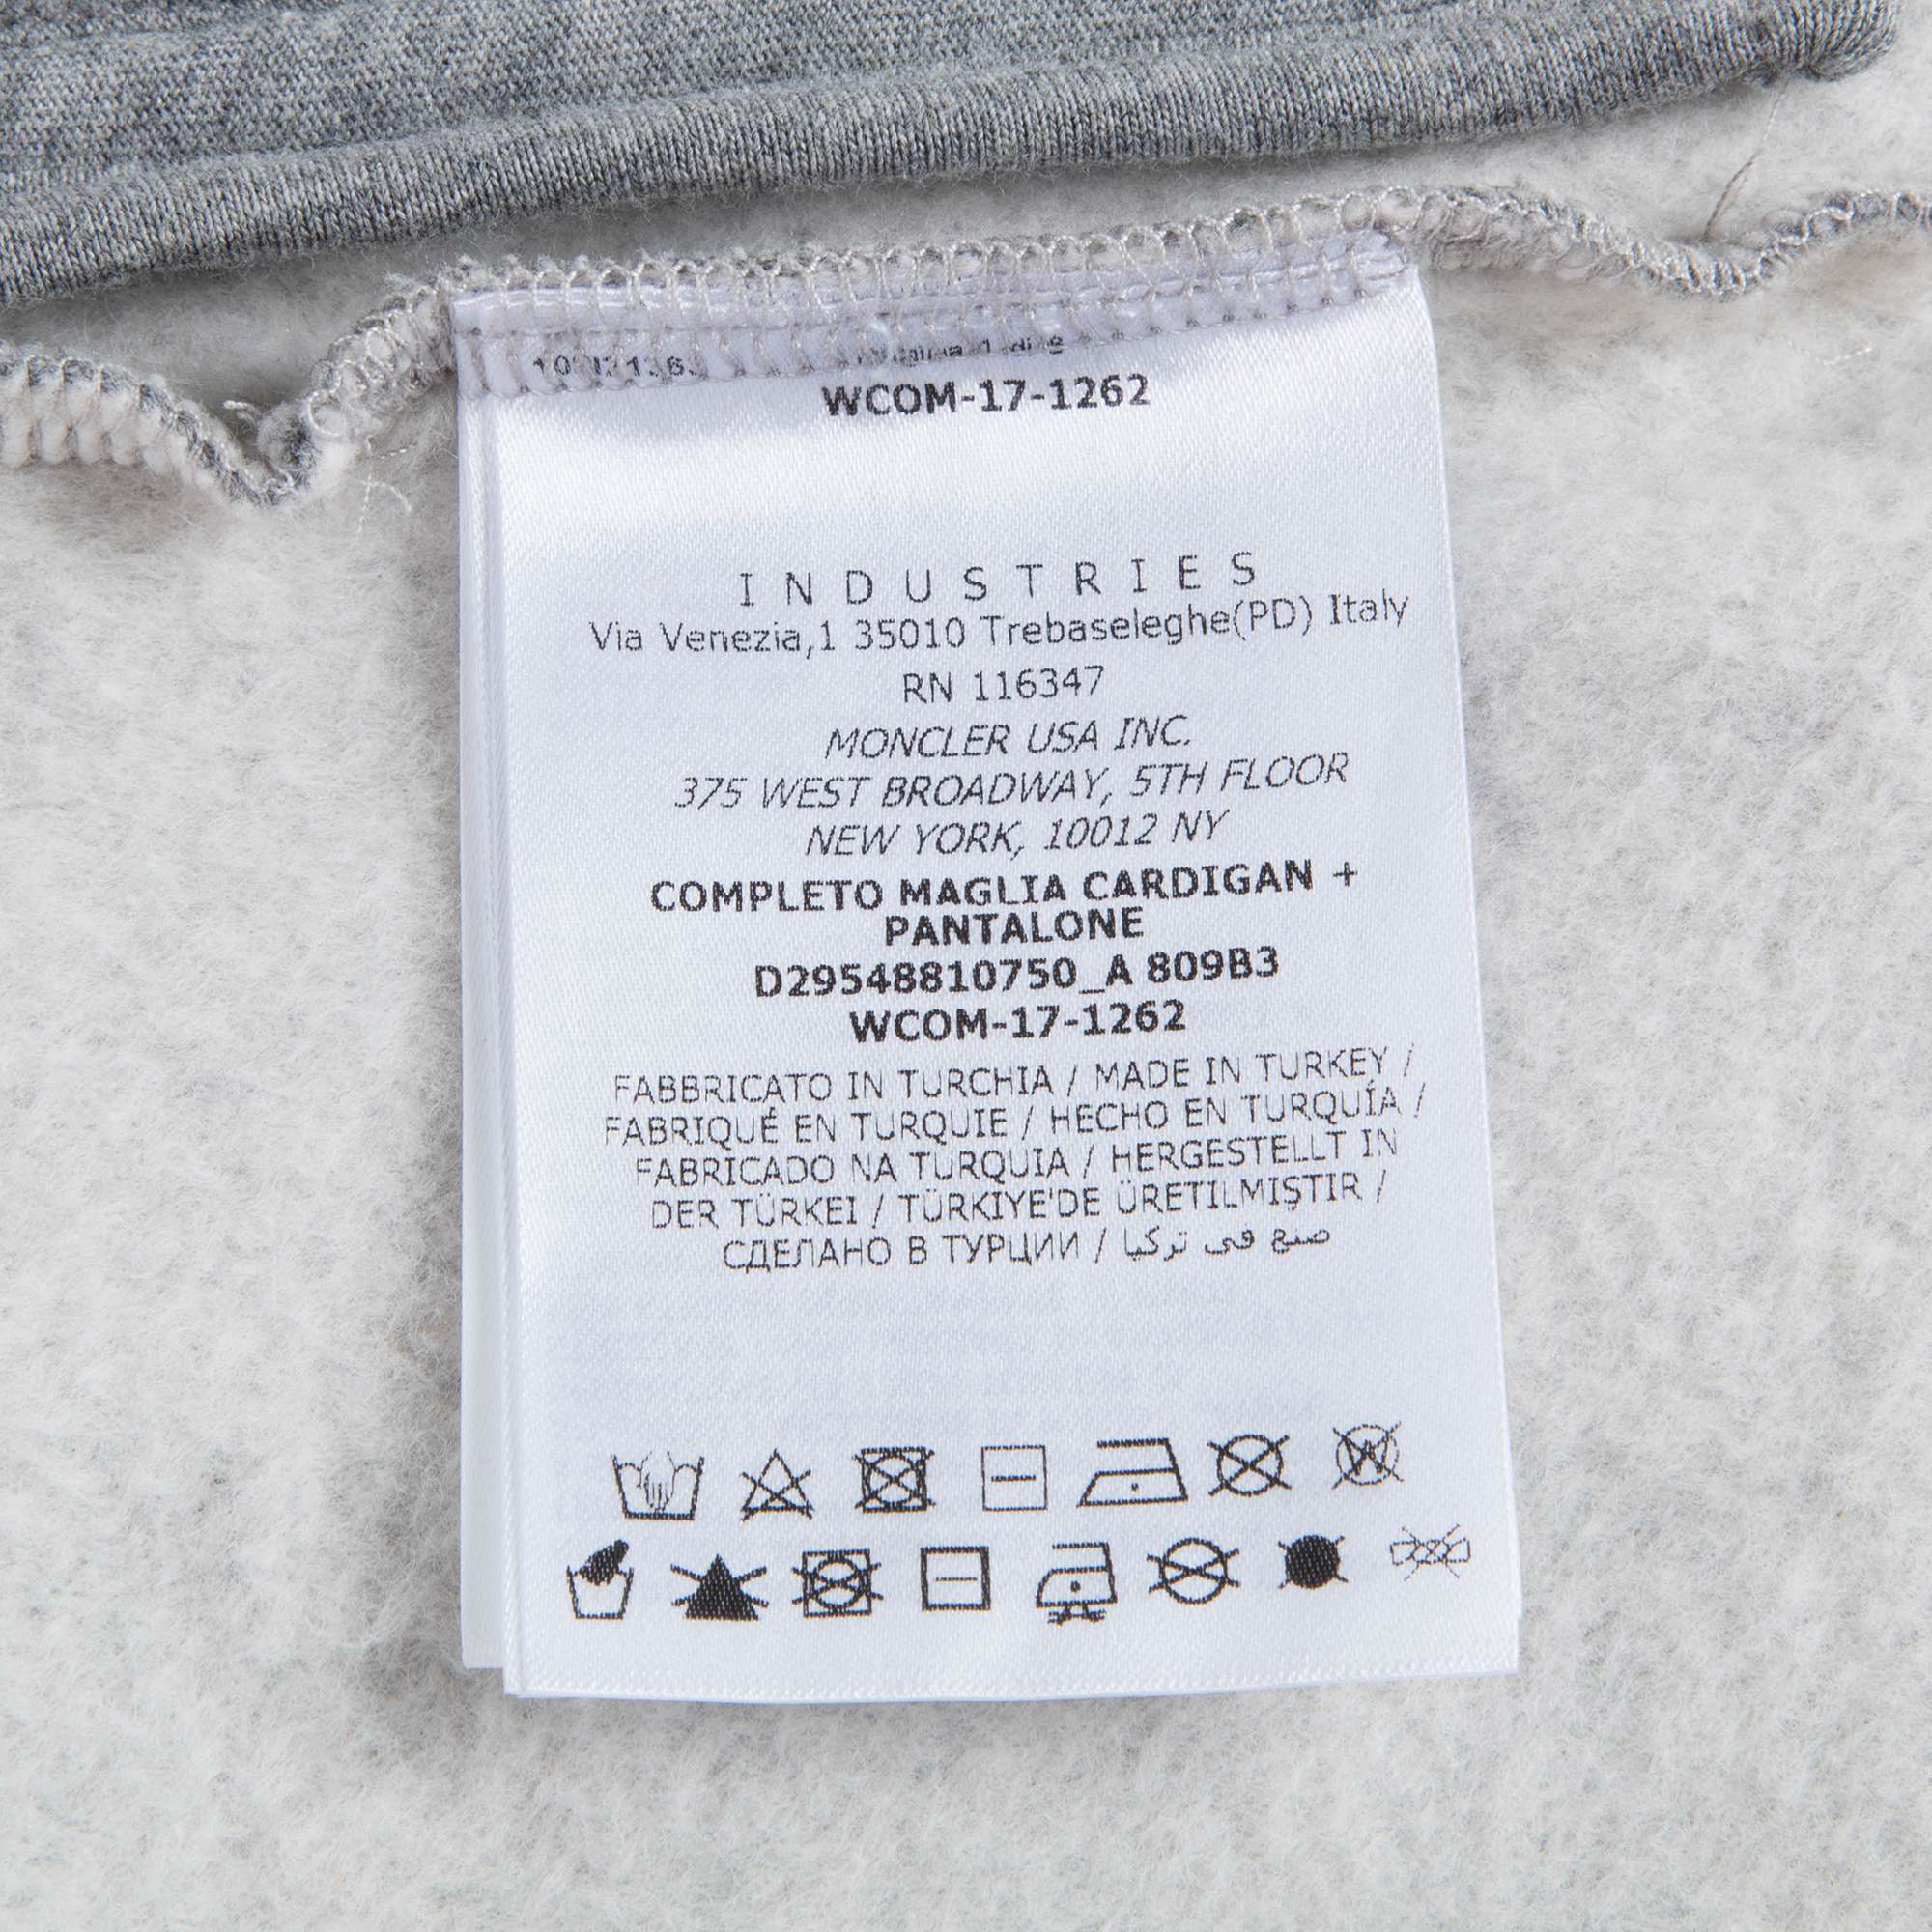 WCOM-17-1262
INDUSTRIES
Via Venezia,1 35010 Trebaseleghe(PD) Italy
RN 116347
MONCLER USA INC.
375 WEST BROADWAY, 5TH FLOOR
NEW YORK, 10012 NY
COMPLETO MAGLIA CARDIGAN +
PANTALONE
D29548810750_A 809B3
WCOM-17-1262
FABBRICATO IN TURCHIA / MADE IN TURKEY /
FABRIQUÉ EN TURQUIE / HECHO EN TURQUÍA /
FABRICADO NA TURQUIA / HERGESTELLT IN
DER TÜRKEI / TÜRKIYE'DE ÜRETILMIŞTIR /
СДЕЛАНО В ТУРЦИИ / صنع فى تركيا
W